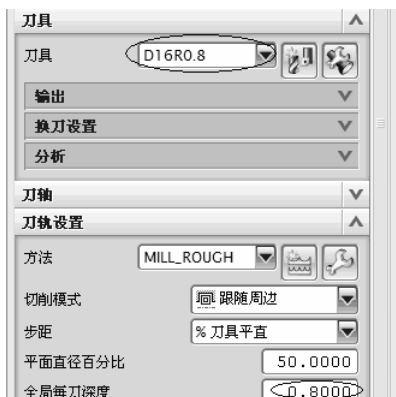 刀具
刀具 D16R0.8
输出
换刀设置
分析
刀轴
刀轨设置
方法 MILL_ROUGH
切削模式 跟随周边
步距 % 刀具平直
平面直径百分比 50.0000
全局每刀深度 0.8000